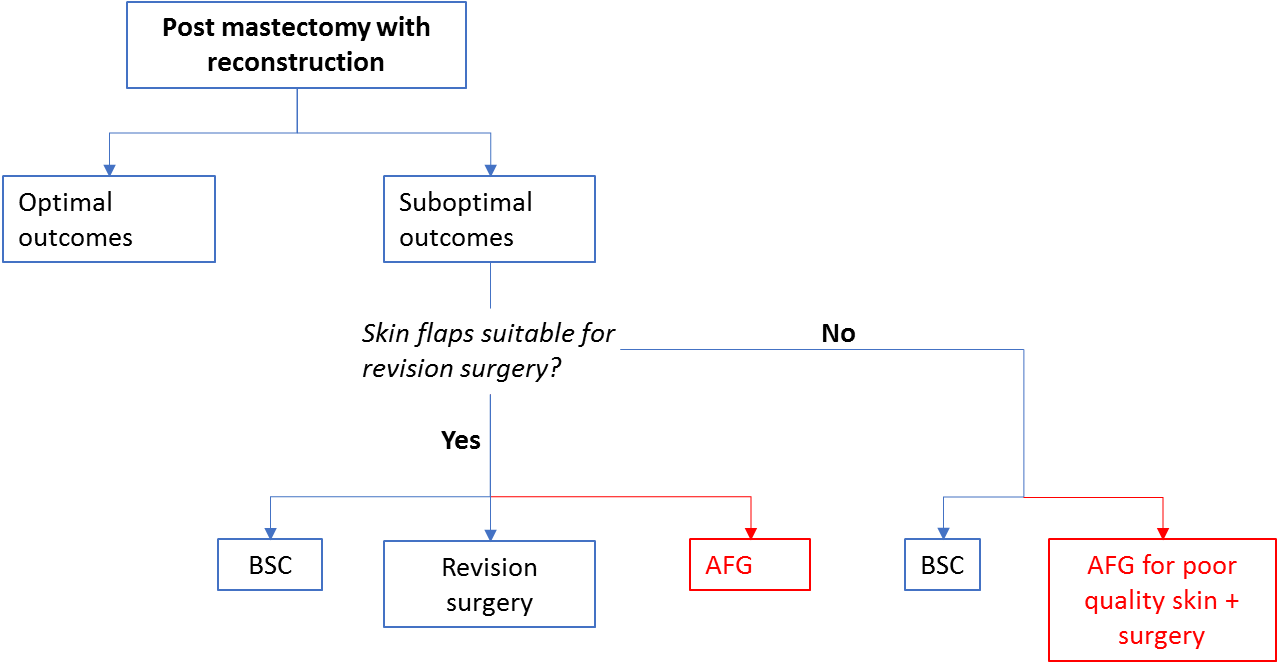 Post mastectomy with
reconstruction
Optimal
outcomes
Suboptimal
outcomes
Skin flaps suitable for
revision surgery?
No
Yes
BSC
Revision
surgery
AFG
BSC
AFG for poor
quality skin +
surgery